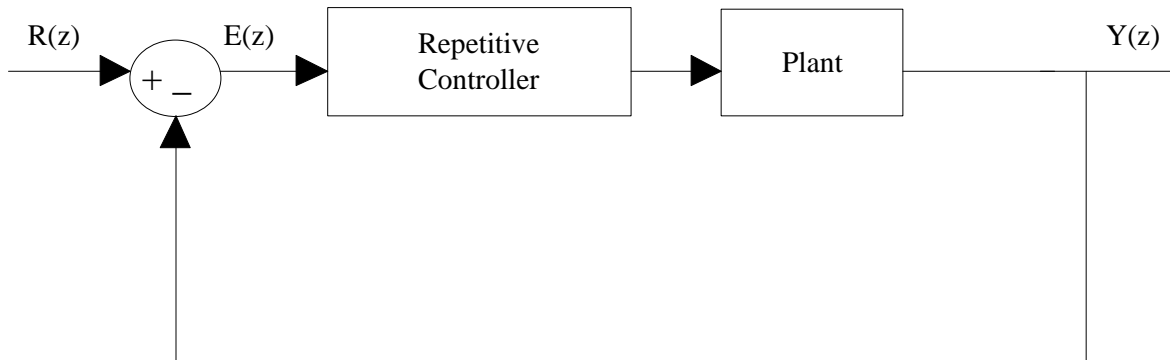 R(z)
E(z)
Repetitive
Controller
Plant
Y(z)
+
−